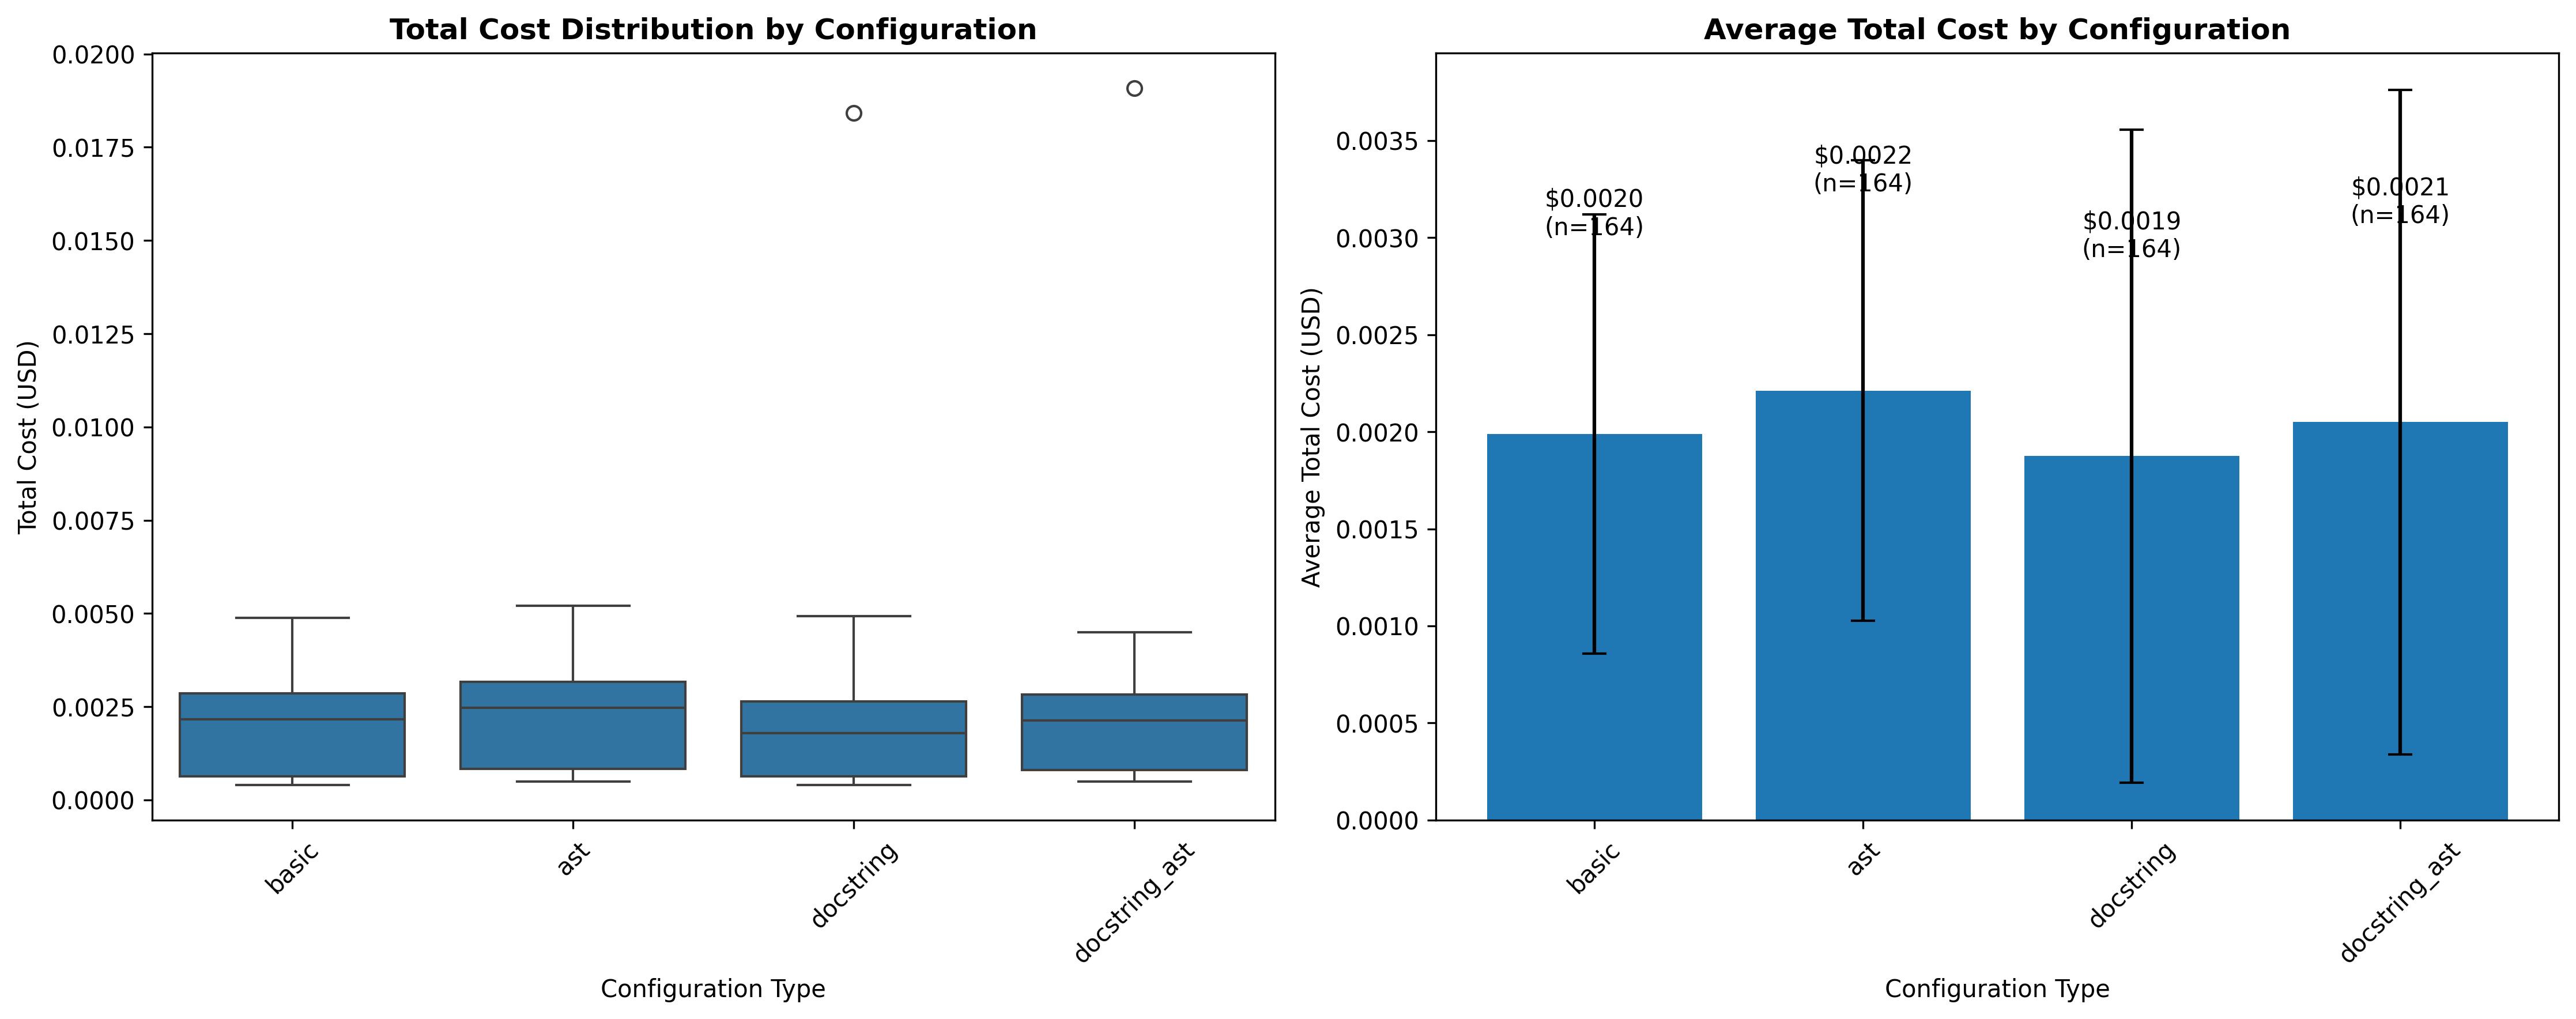 Total Cost Distribution by Configuration
Total Cost (USD)
0.0200
0.0175
0.0150
0.0125
0.0100
0.0075
0.0050
0.0025
0.0000
basic
ast
docstring
docstring_ast
Configuration Type
Average Total Cost by Configuration
Average Total Cost (USD)
0.0035
0.0030
0.0025
0.0020
0.0015
0.0010
0.0005
0.0000
$0.0020
(n=164)
$0.0022
(n=164)
$0.0019
(n=164)
$0.0021
(n=164)
basic
ast
docstring
docstring_ast
Configuration Type